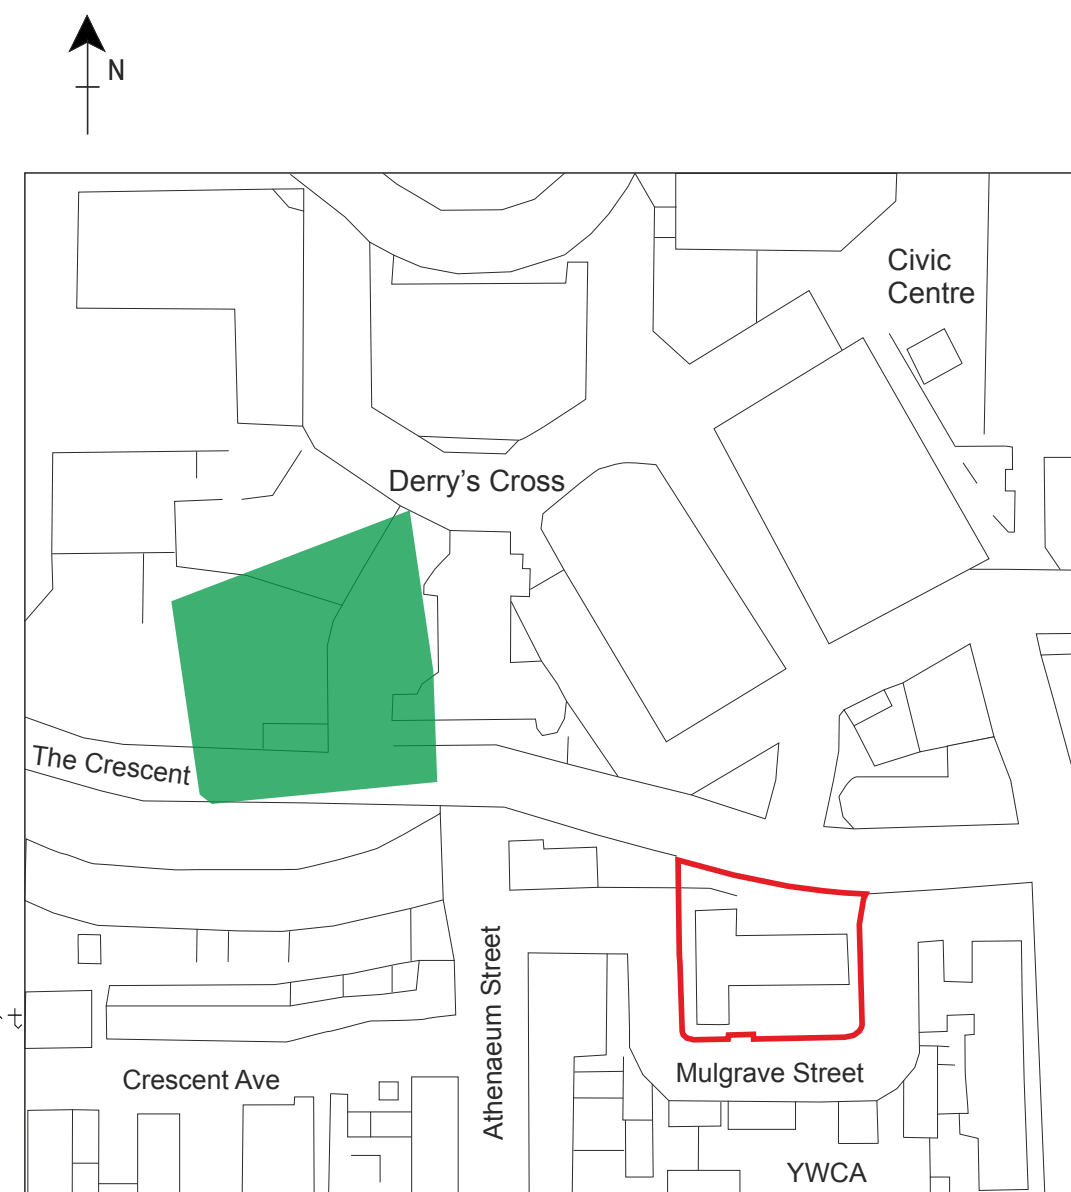 N
Civic
Centre
Derry’s Cross
The Crescent
Athenaeum Street
Crescent Ave
Mulgrave Street
YWCA